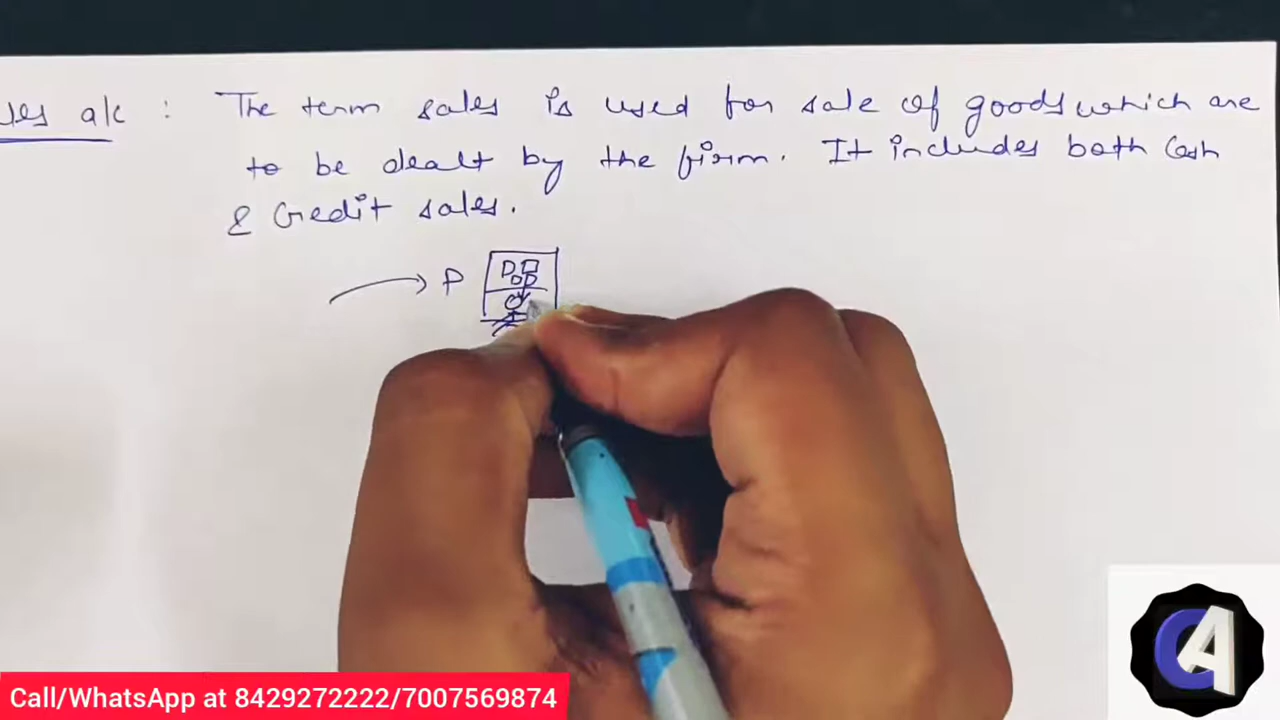 a/c : The term sales is used for sale of goods which are
to be dealt by the firm. It includes both Cash
& Credit sales.
P
CA
Call/WhatsApp at 8429272222/7007569874